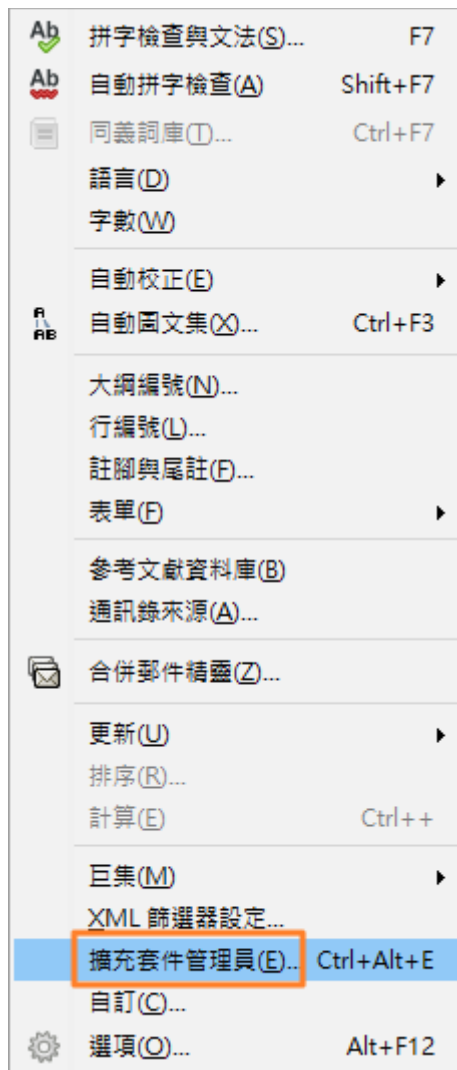 拼字檢查與文法(S)... F7
自動拼字檢查(A) Shift+F7
同義詞庫(T)... Ctrl+F7
語言(D)
字數(W)
自動校正(E)
自動圖文集(X)... Ctrl+F3
大綱編號(N)...
行編號(L)...
註腳與尾註(F)...
表單(F)
參考文獻資料庫(B)
通訊錄來源(A)...
合併郵件精靈(Z)...
更新(U)
排序(R)...
計算(E) Ctrl++
巨集(M)
XML 篩選器設定...
擴充套件管理員(E)... Ctrl+Alt+E
自訂(C)...
選項(O)... Alt+F12